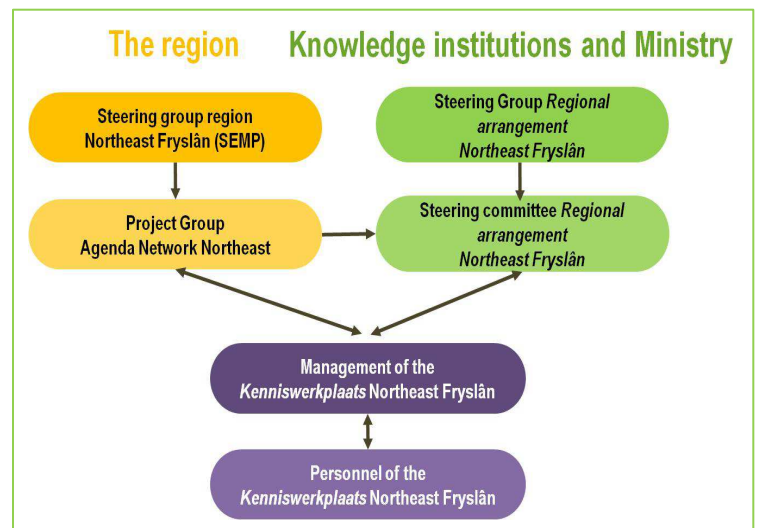 The region
Knowledge institutions and Ministry
Steering group region
Northeast Fryslân (SEMP)
Steering Group Regional
arrangement
Northeast Fryslân
Project Group
Agenda Network Northeast
Steering committee Regional
arrangement
Northeast Fryslân
Management of the
Kenniswerkplaats Northeast Fryslân
Personnel of the
Kenniswerkplaats Northeast Fryslân